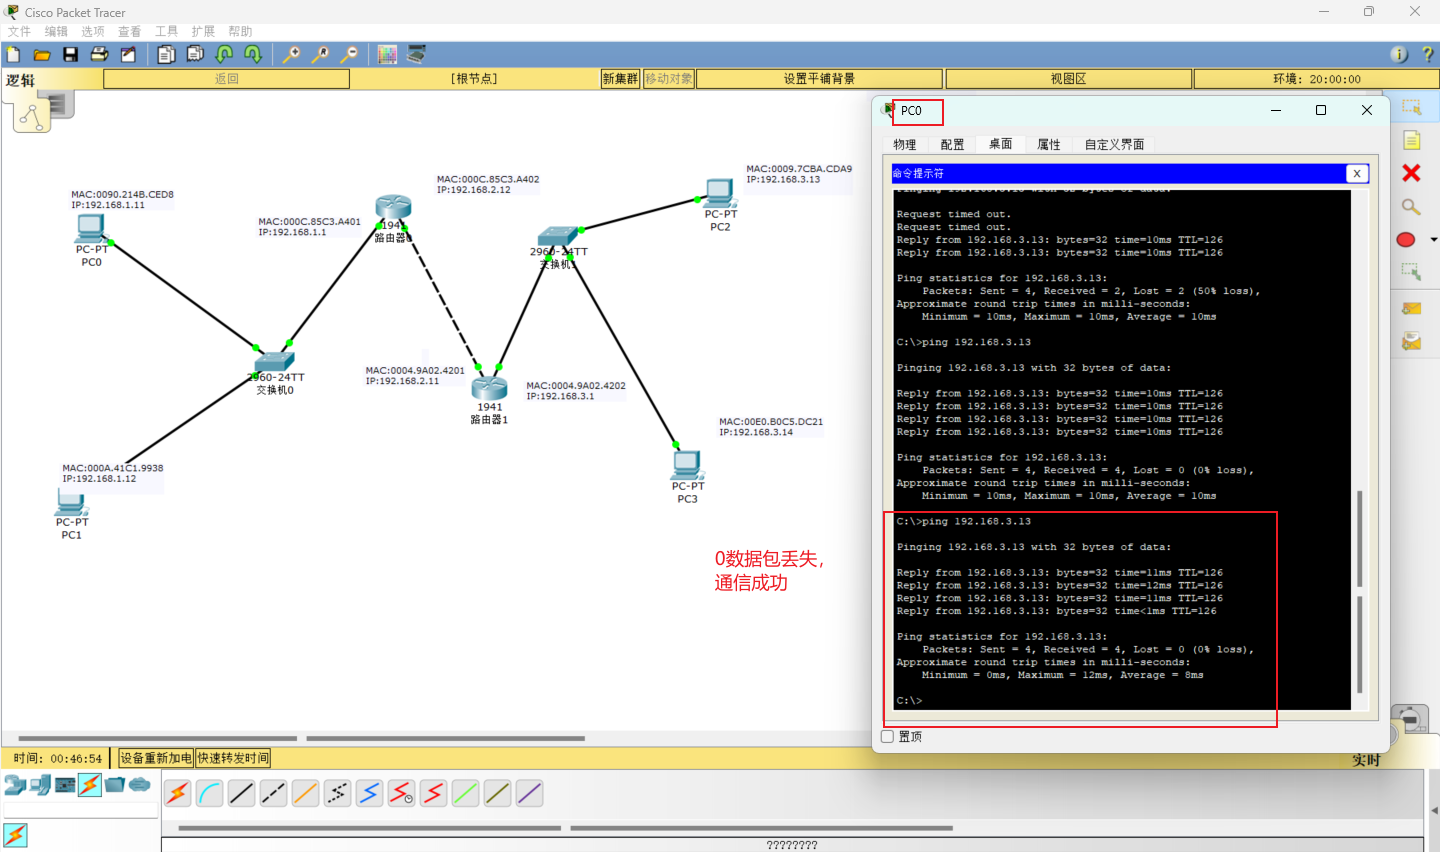 Cisco Packet Tracer
文件 编辑 选项 查看 工具 扩展 帮助
逻辑 返回 [根节点] 新集群 移动对象 设置平铺背景 视图区 环境: 20:00:00
MAC:0090.214B.CED8
IP:192.168.1.11
PC-PT
PC0
MAC:000C.85C3.A401
IP:192.168.1.1
MAC:000C.85C3.A402
IP:192.168.2.12
1941
路由器0
2960-24TT
交换机0
MAC:000A.41C1.9938
IP:192.168.1.12
PC-PT
PC1
MAC:0004.9A02.4201
IP:192.168.2.11
1941
路由器1
MAC:0004.9A02.4202
IP:192.168.3.1
2960-24TT
交换机1
MAC:0009.7CBA.CDA9
IP:192.168.3.13
PC-PT
PC2
MAC:00E0.B0C5.DC21
IP:192.168.3.14
PC-PT
PC3
0数据包丢失，
通信成功
PC0
物理 配置 桌面 属性 自定义界面
命令提示符 X
Pinging 192.168.3.13 with 32 bytes of data:
Request timed out.
Request timed out.
Reply from 192.168.3.13: bytes=32 time=10ms TTL=126
Reply from 192.168.3.13: bytes=32 time=10ms TTL=126
Ping statistics for 192.168.3.13:
Packets: Sent = 4, Received = 2, Lost = 2 (50% loss),
Approximate round trip times in milli-seconds:
Minimum = 10ms, Maximum = 10ms, Average = 10ms
C:\>ping 192.168.3.13
Pinging 192.168.3.13 with 32 bytes of data:
Reply from 192.168.3.13: bytes=32 time=10ms TTL=126
Reply from 192.168.3.13: bytes=32 time=10ms TTL=126
Reply from 192.168.3.13: bytes=32 time=10ms TTL=126
Reply from 192.168.3.13: bytes=32 time=10ms TTL=126
Ping statistics for 192.168.3.13:
Packets: Sent = 4, Received = 4, Lost = 0 (0% loss),
Approximate round trip times in milli-seconds:
Minimum = 10ms, Maximum = 10ms, Average = 10ms
C:\>ping 192.168.3.13
Pinging 192.168.3.13 with 32 bytes of data:
Reply from 192.168.3.13: bytes=32 time=11ms TTL=126
Reply from 192.168.3.13: bytes=32 time=12ms TTL=126
Reply from 192.168.3.13: bytes=32 time=11ms TTL=126
Reply from 192.168.3.13: bytes=32 time<1ms TTL=126
Ping statistics for 192.168.3.13:
Packets: Sent = 4, Received = 4, Lost = 0 (0% loss),
Approximate round trip times in milli-seconds:
Minimum = 0ms, Maximum = 12ms, Average = 8ms
C:\>
置顶
时间: 00:46:54 设备重新加电 快速转发时间 实时
????????